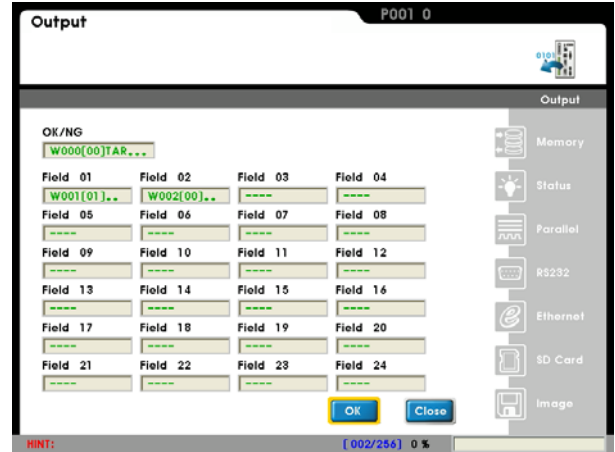 Output
P001 0
0101
Output
OK/NG
W000[00]TAR...
Field 01 Field 02 Field 03 Field 04
W001[01].. W002[00].. ---- ----
Field 05 Field 06 Field 07 Field 08
---- ---- ---- ----
Field 09 Field 10 Field 11 Field 12
---- ---- ---- ----
Field 13 Field 14 Field 15 Field 16
---- ---- ---- ----
Field 17 Field 18 Field 19 Field 20
---- ---- ---- ----
Field 21 Field 22 Field 23 Field 24
---- ---- ---- ----
OK Close
Memory
Status
Parallel
RS232
Ethernet
SD Card
Image
HINT: [002/256] 0 %